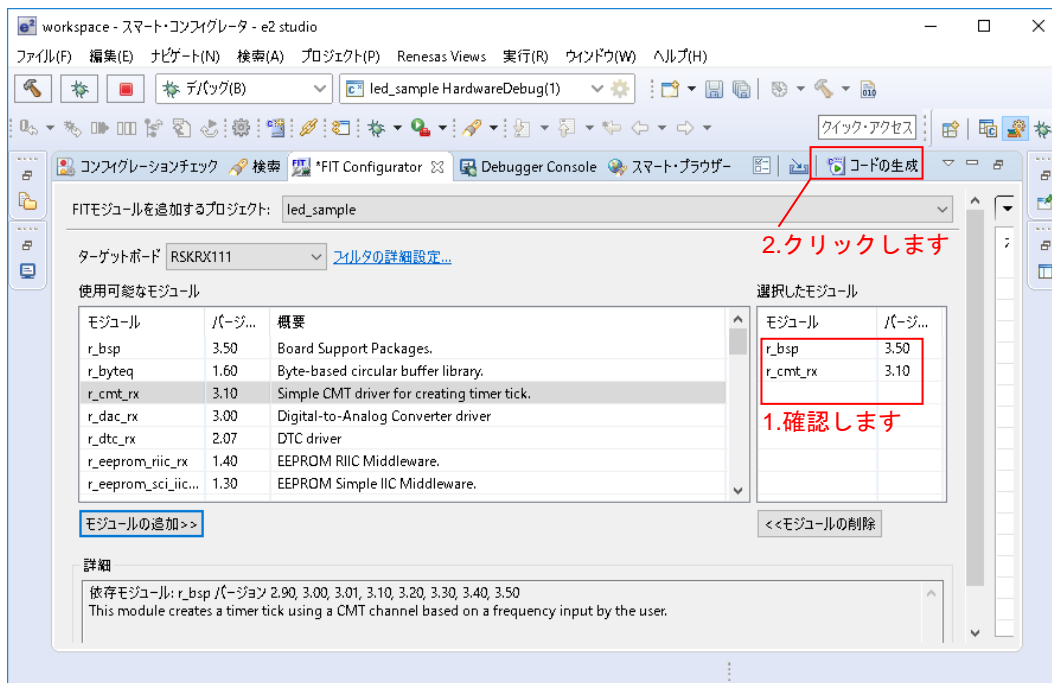 workspace - スマート・コンフィグレータ - e2 studio
ファイル(F) 編集(E) ナビゲート(N) 検索(A) プロジェクト(P) Renesas Views 実行(R) ウィンドウ(W) ヘルプ(H)
デバッグ(B) led_sample HardwareDebug(1)
クイック・アクセス
コンフィグレーションチェック 検索 *FIT Configurator Debugger Console スマート・ブラウザー コードの生成
FITモジュールを追加するプロジェクト: led_sample
2.クリックします
ターゲットボード RSKRX111 フィルタの詳細設定...
使用可能なモジュール 選択したモジュール
モジュール バージ... 概要 モジュール バージ...
r_bsp 3.50 Board Support Packages. r_bsp 3.50
r_byteq 1.60 Byte-based circular buffer library. r_cmt_rx 3.10
r_cmt_rx 3.10 Simple CMT driver for creating timer tick.
r_dac_rx 3.00 Digital-to-Analog Converter driver
1.確認します
r_dtc_rx 2.07 DTC driver
r_eeprom_riic_rx 1.40 EEPROM RIIC Middleware.
r_eeprom_sci_iic... 1.30 EEPROM Simple IIC Middleware.
モジュールの追加>> <<モジュールの削除
詳細
依存モジュール: r_bsp バージョン 2.90, 3.00, 3.01, 3.10, 3.20, 3.30, 3.40, 3.50
This module creates a timer tick using a CMT channel based on a frequency input by the user.